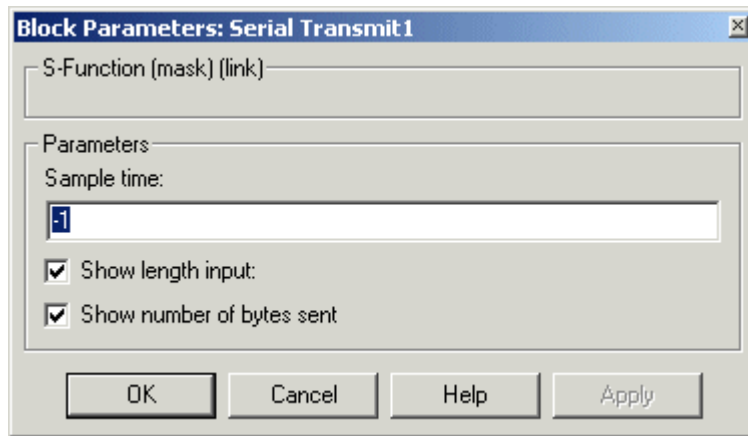 Block Parameters: Serial Transmit1
S-Function (mask) (link)
Parameters
Sample time:
-1
Show length input:
Show number of bytes sent
OK Cancel Help Apply